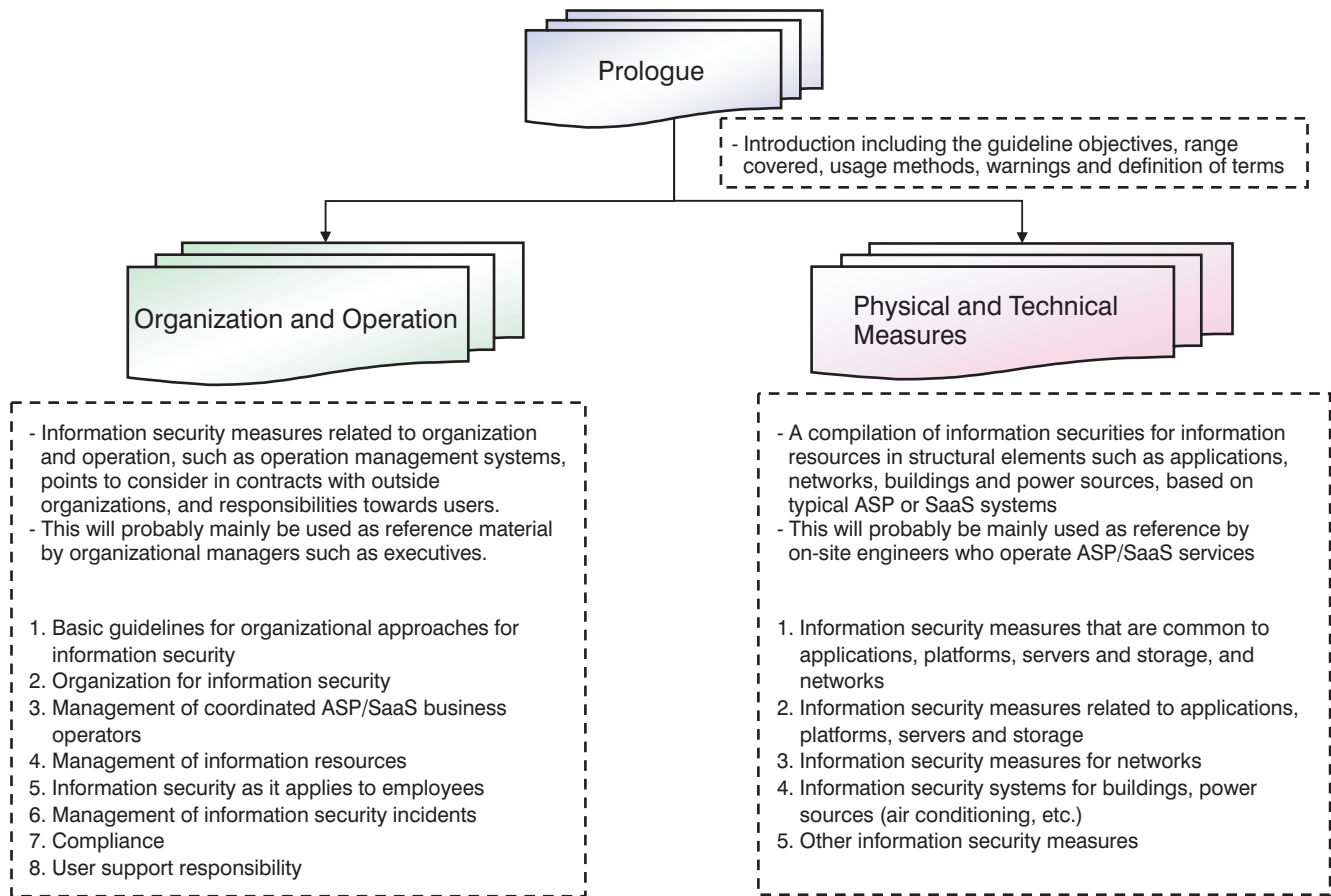 Prologue
- Introduction including the guideline objectives, range
covered, usage methods, warnings and definition of terms
Organization and Operation
- Information security measures related to organization
and operation, such as operation management systems,
points to consider in contracts with outside
organizations, and responsibilities towards users.
- This will probably mainly be used as reference material
by organizational managers such as executives.
1. Basic guidelines for organizational approaches for
information security
2. Organization for information security
3. Management of coordinated ASP/SaaS business
operators
4. Management of information resources
5. Information security as it applies to employees
6. Management of information security incidents
7. Compliance
8. User support responsibility
Physical and Technical
Measures
- A compilation of information securities for information
resources in structural elements such as applications,
networks, buildings and power sources, based on
typical ASP or SaaS systems
- This will probably be mainly used as reference by
on-site engineers who operate ASP/SaaS services
1. Information security measures that are common to
applications, platforms, servers and storage, and
networks
2. Information security measures related to applications,
platforms, servers and storage
3. Information security measures for networks
4. Information security systems for buildings, power
sources (air conditioning, etc.)
5. Other information security measures